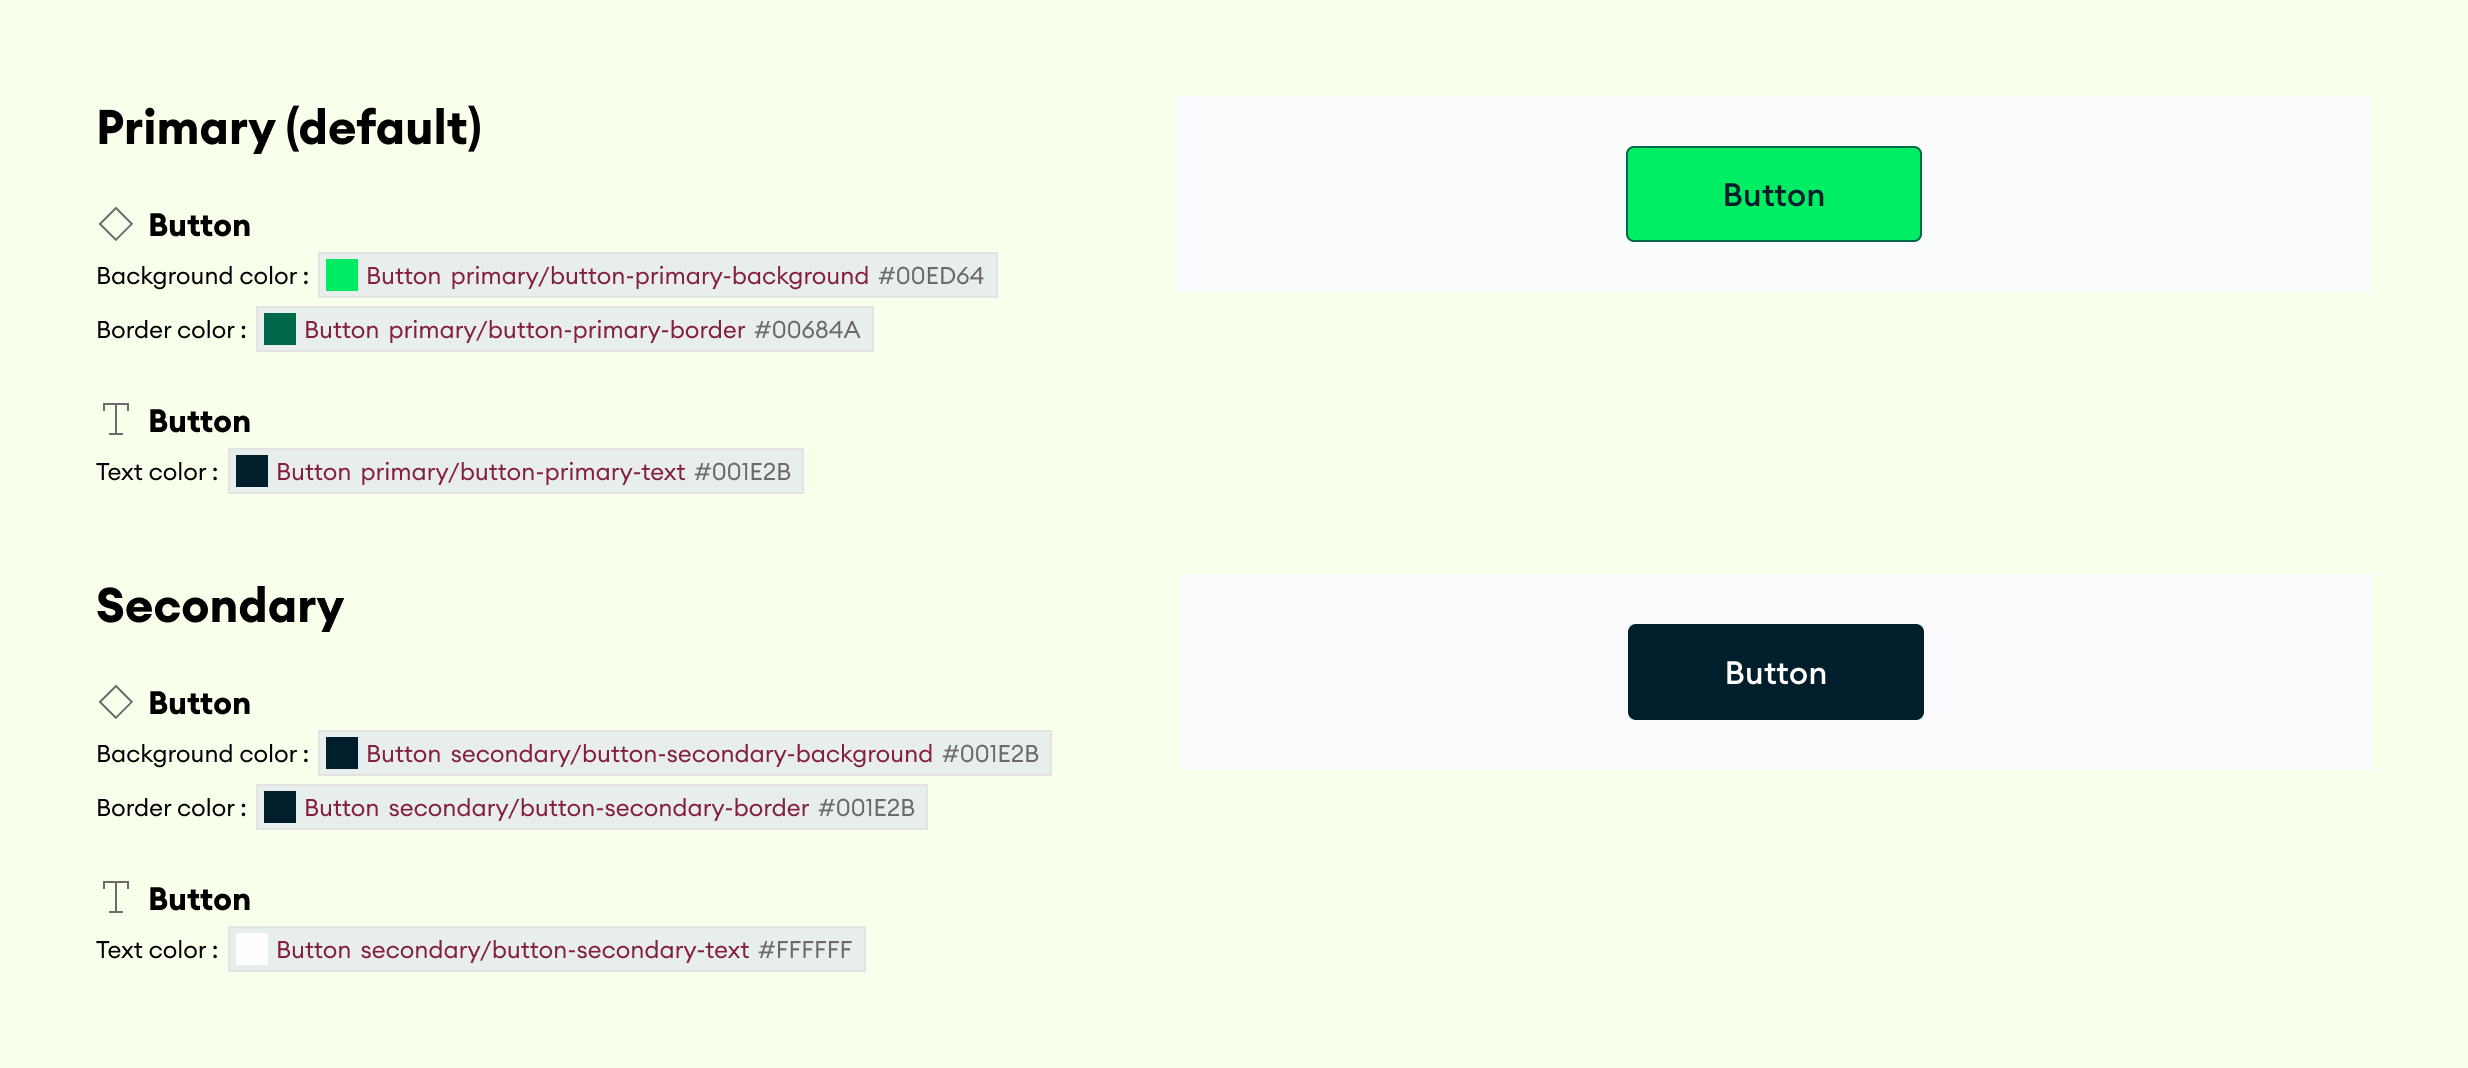 Primary (default)
Button
Button
Background color : Button primary/button-primary-background #00ED64
Border color : Button primary/button-primary-border #00684A
Button
Text color : Button primary/button-primary-text #001E2B
Secondary
Button
Button
Background color : Button secondary/button-secondary-background #001E2B
Border color : Button secondary/button-secondary-border #001E2B
Button
Text color : Button secondary/button-secondary-text #FFFFFF